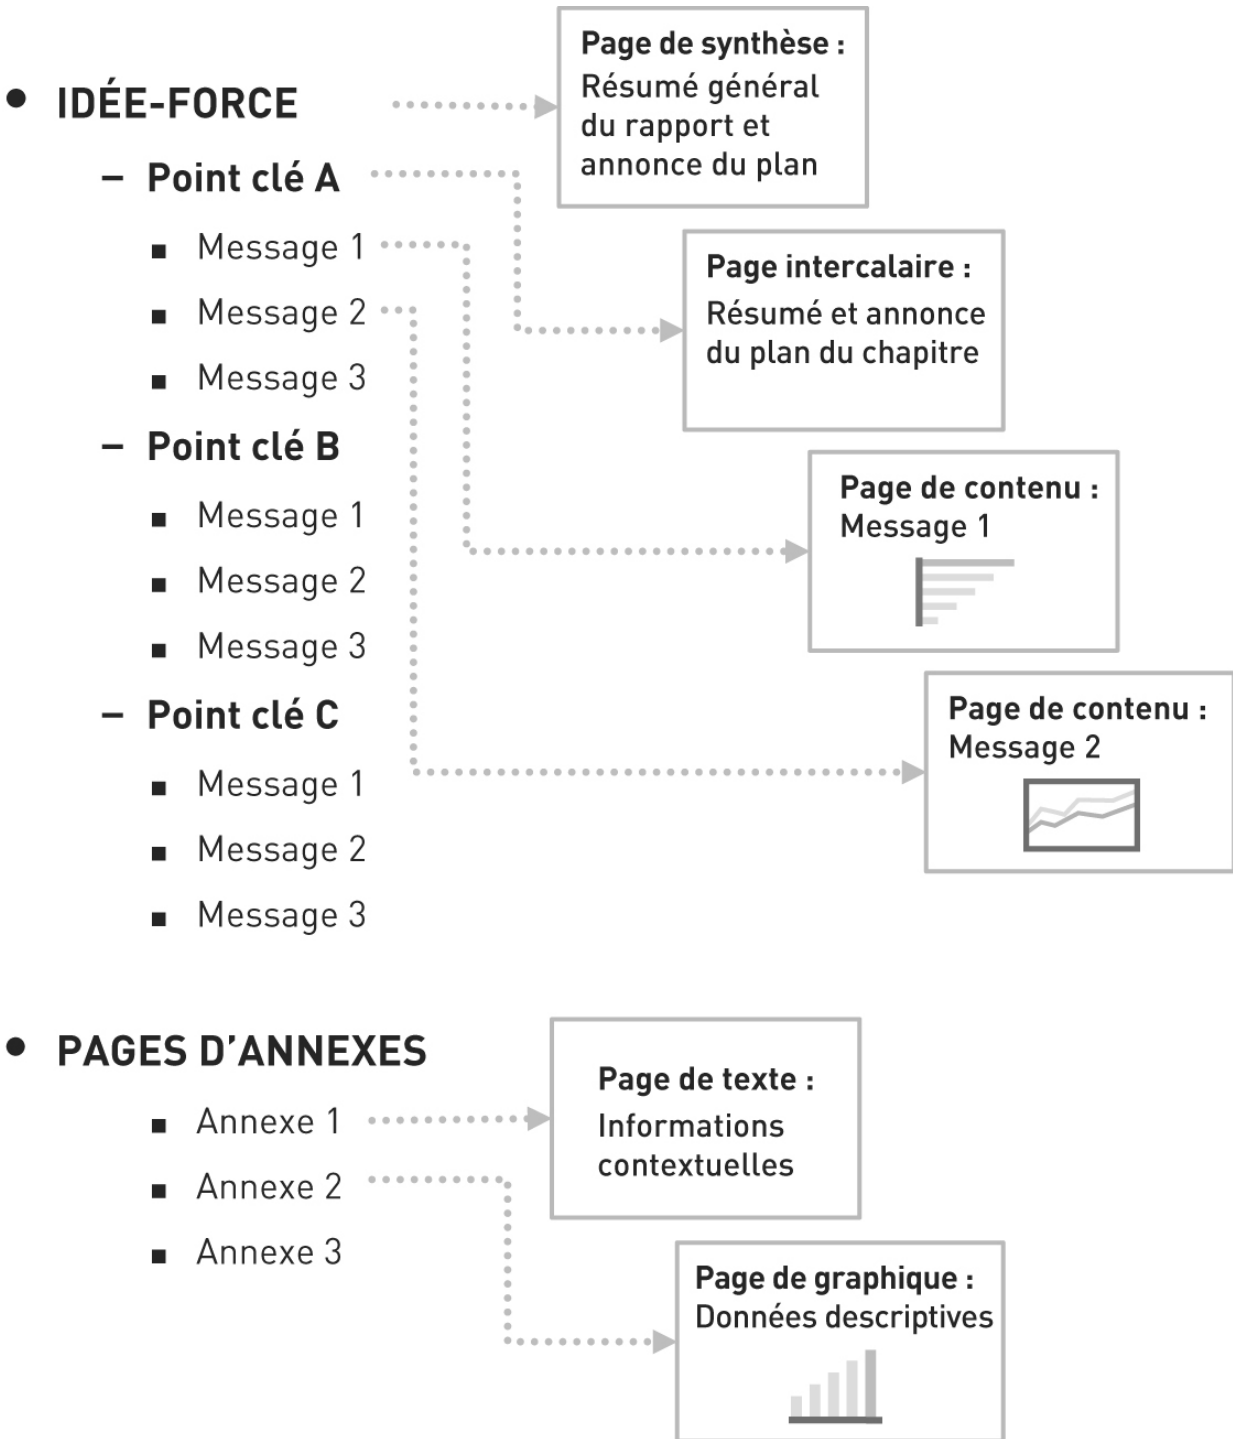 • IDÉE-FORCE
– Point clé A
▪ Message 1
▪ Message 2
▪ Message 3
– Point clé B
▪ Message 1
▪ Message 2
▪ Message 3
– Point clé C
▪ Message 1
▪ Message 2
▪ Message 3
Page de synthèse :
Résumé général
du rapport et
annonce du plan
Page intercalaire :
Résumé et annonce
du plan du chapitre
Page de contenu :
Message 1
Page de contenu :
Message 2
• PAGES D’ANNEXES
▪ Annexe 1
▪ Annexe 2
▪ Annexe 3
Page de texte :
Informations
contextuelles
Page de graphique :
Données descriptives